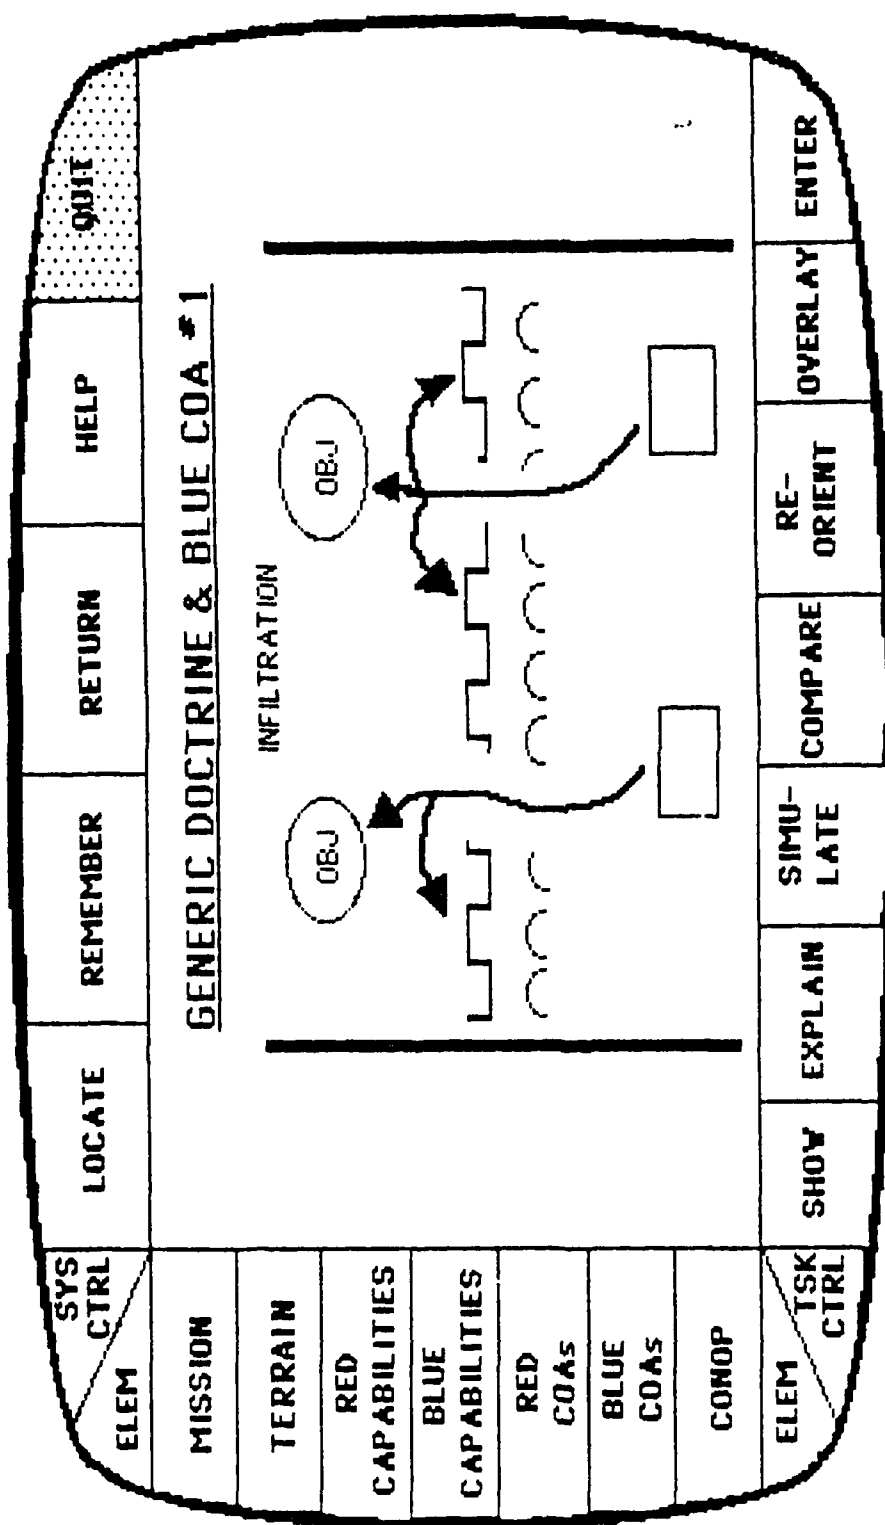 SYS
CTRL
LOCATE
REMEMBER
RETURN
HELP
QUIT
ELEM
MISSION
TERRAIN
RED
CAPABILITIES
BLUE
CAPABILITIES
RED
COAs
BLUE
COAs
CONOP
GENERIC DOCTRINE & BLUE COA #1
INFILTRATION
OBJ
OBJ
ELEM
TSK
CTRL
SHOW
EXPLAIN
SIMU-
LATE
COMPARE
RE-
ORIENT
OVERLAY
ENTER